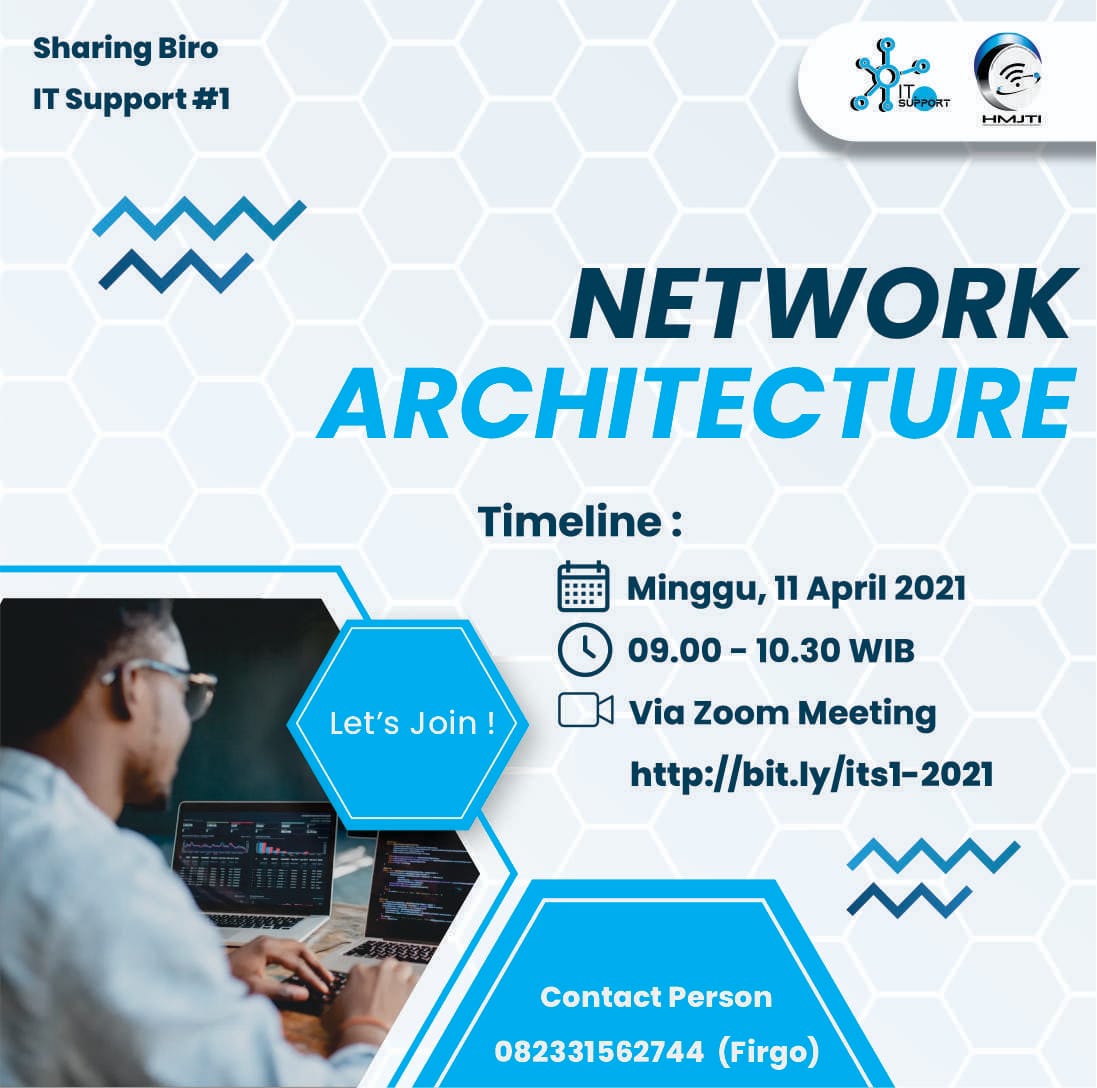 Sharing Biro
IT Support #1
IT
SUPPORT
HMJTI
NETWORK
ARCHITECTURE
Timeline :
Minggu, 11 April 2021
09.00 - 10.30 WIB
Via Zoom Meeting
http://bit.ly/its1-2021
Let's Join !
Contact Person
082331562744 (Firgo)